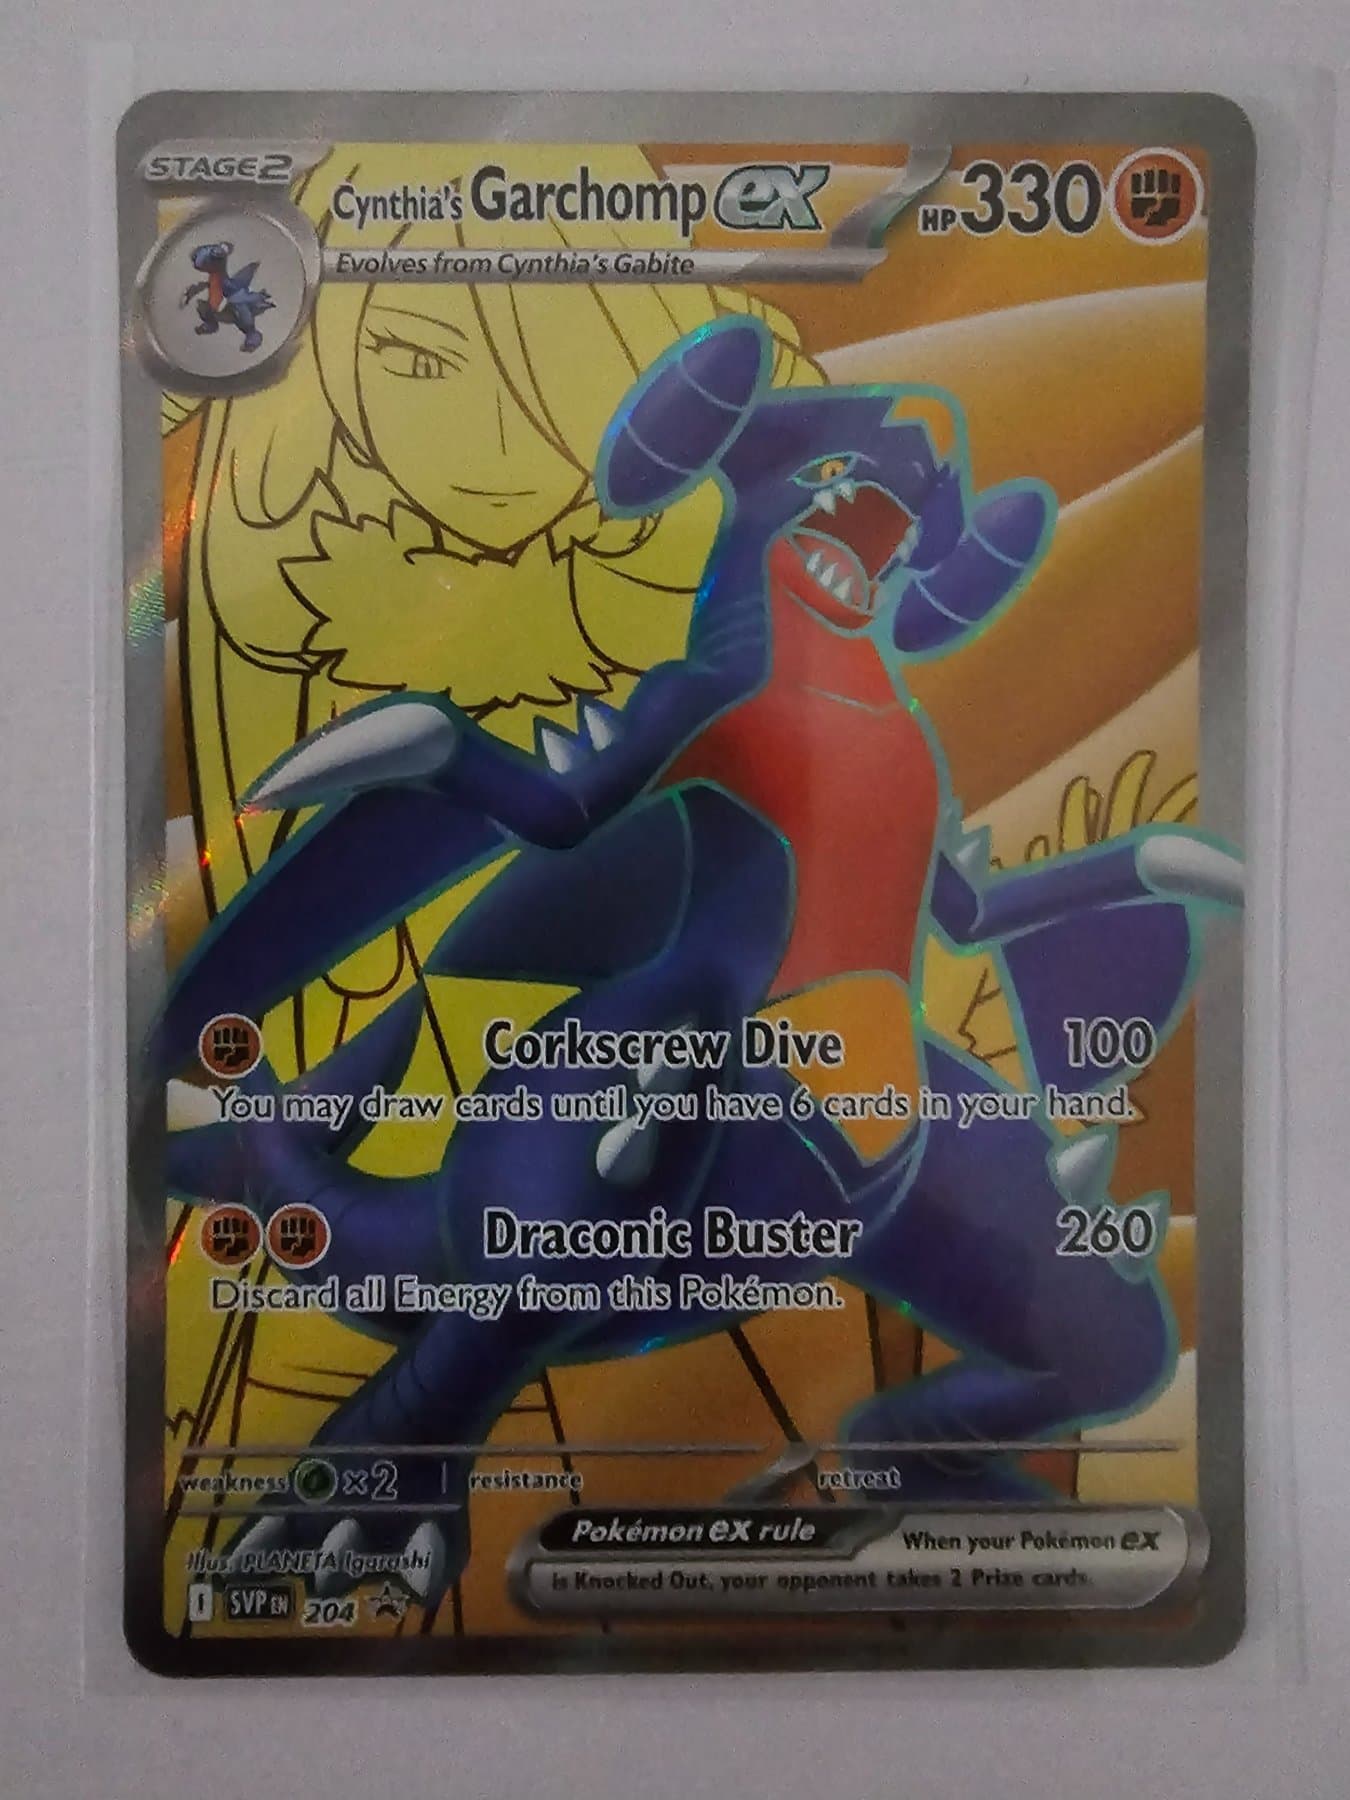 STAGE2
Cynthia's Garchomp ex
HP330
Evolves from Cynthia's Gabite
Corkscrew Dive 100
You may draw cards until you have 6 cards in your hand.
Draconic Buster 260
Discard all Energy from this Pokémon.
weakness ×2 resistance retreat
Pokémon ex rule When your Pokémon ex
is Knocked Out, your opponent takes 2 Prize cards.
Illus. PLANETA Igarashi
I SVP EN 204